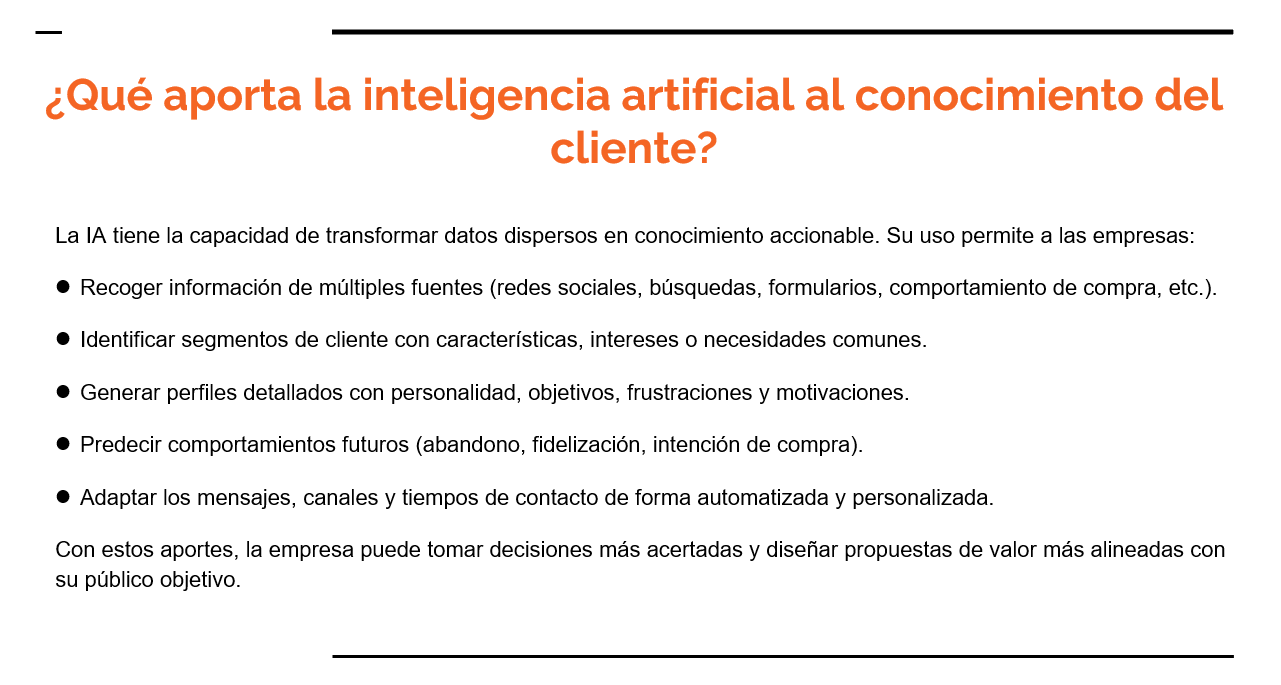 ¿Qué aporta la inteligencia artificial al conocimiento del
cliente?
La IA tiene la capacidad de transformar datos dispersos en conocimiento accionable. Su uso permite a las empresas:
● Recoger información de múltiples fuentes (redes sociales, búsquedas, formularios, comportamiento de compra, etc.).
● Identificar segmentos de cliente con características, intereses o necesidades comunes.
● Generar perfiles detallados con personalidad, objetivos, frustraciones y motivaciones.
● Predecir comportamientos futuros (abandono, fidelización, intención de compra).
● Adaptar los mensajes, canales y tiempos de contacto de forma automatizada y personalizada.
Con estos aportes, la empresa puede tomar decisiones más acertadas y diseñar propuestas de valor más alineadas con
su público objetivo.